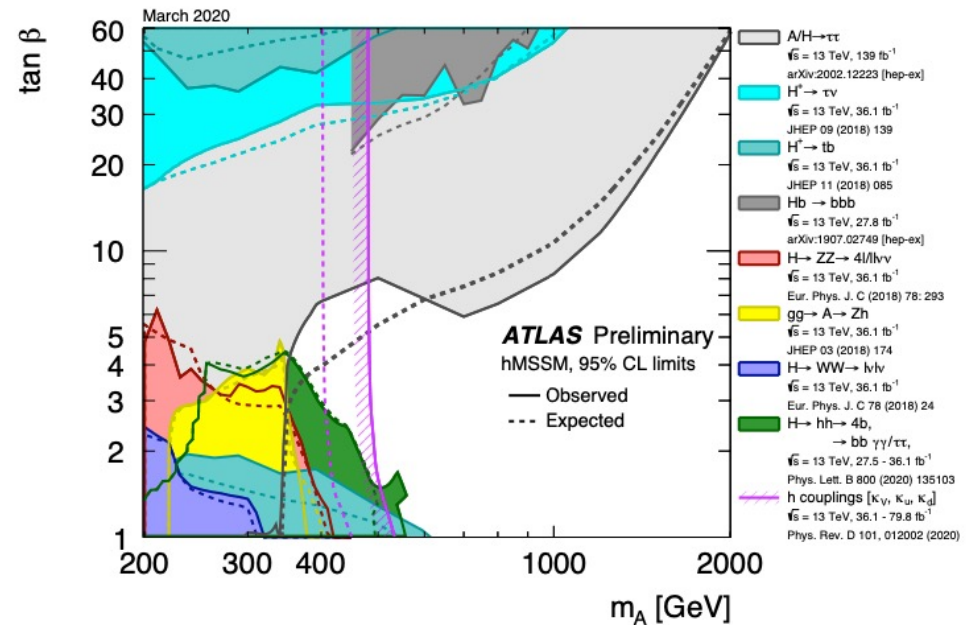 March 2020
tan β
60
40
30
20
10
5
4
3
2
1
200
300
400
1000
2000
m_A [GeV]
ATLAS Preliminary
hMSSM, 95% CL limits
Observed
Expected
A/H→ττ
√s = 13 TeV, 139 fb⁻¹
arXiv:2002.12223 [hep-ex]
H⁺→ τν
√s = 13 TeV, 36.1 fb⁻¹
JHEP 09 (2018) 139
H⁺→ tb
√s = 13 TeV, 36.1 fb⁻¹
JHEP 11 (2018) 085
Hb → bbb
√s = 13 TeV, 27.8 fb⁻¹
arXiv:1907.02749 [hep-ex]
H→ ZZ→ 4l/llνν
√s = 13 TeV, 36.1 fb⁻¹
Eur. Phys. J. C (2018) 78: 293
gg→ A→ Zh
√s = 13 TeV, 36.1 fb⁻¹
JHEP 03 (2018) 174
H→ WW→ lνlν
√s = 13 TeV, 36.1 fb⁻¹
Eur. Phys. J. C 78 (2018) 24
H→ hh→ 4b,
→ bb γγ/ττ,
√s = 13 TeV, 27.5 - 36.1 fb⁻¹
Phys. Lett. B 800 (2020) 135103
h couplings [κ_V, κ_u, κ_d]
√s = 13 TeV, 36.1 - 79.8 fb⁻¹
Phys. Rev. D 101, 012002 (2020)